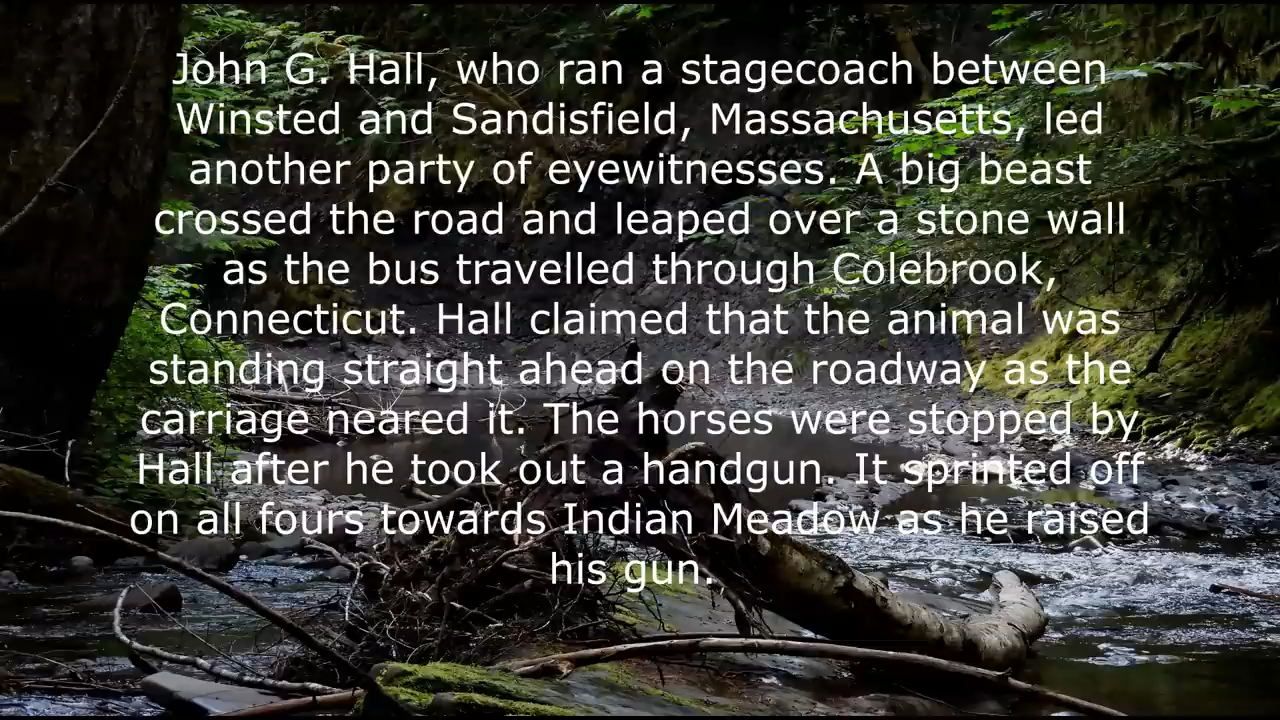 John G. Hall, who ran a stagecoach between
Winsted and Sandisfield, Massachusetts, led
another party of eyewitnesses. A big beast
crossed the road and leaped over a stone wall
as the bus travelled through Colebrook,
Connecticut. Hall claimed that the animal was
standing straight ahead on the roadway as the
carriage neared it. The horses were stopped by
Hall after he took out a handgun. It sprinted off
on all fours towards Indian Meadow as he raised
his gun.